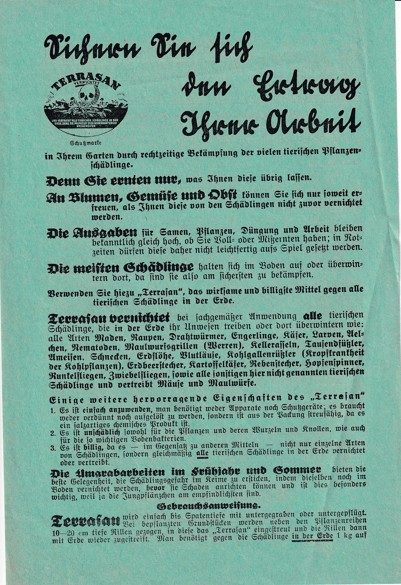 Sichern Sie sich
den Ertrag
Ihrer Arbeit
TERRASAN
Schutzmarke
in Ihrem Garten durch rechtzeitige Bekämpfung der vielen tierischen Pflanzen-
schädlinge.
Denn Sie ernten nur, was Ihnen diese übrig lassen.
An Blumen, Gemüse und Obst können Sie sich nur soweit er-
freuen, als Ihnen diese von den Schädlingen nicht zuvor vernichtet
werden.
Die Ausgaben für Samen, Pflanzen, Düngung und Arbeit bleiben
bekanntlich gleich hoch, ob Sie Voll- oder Mißernten haben; in Not-
zeiten dürfen diese daher nicht leichtfertig aufs Spiel gesetzt werden.
Die meisten Schädlinge halten sich im Boden auf oder überwin-
tern dort, da sind sie also am sichersten zu bekämpfen.
Verwenden Sie hiezu „Terrasan", das wirksame und billigste Mittel gegen alle
tierischen Schädlinge in der Erde.
Terrasan vernichtet bei sachgemäßer Anwendung alle tierischen
Schädlinge, die in der Erde ihr Unwesen treiben oder dort überwintern wie:
alle Arten Maden, Raupen, Drahtwürmer, Engerlinge, Käfer, Larven, Ael-
chen, Nematoden, Maulwurfsgrillen (Werren), Kellerasseln, Tausendfüßler,
Ameisen, Schnecken, Erdflöhe, Blutläuse, Kohlgallenrüßler (Kropfkrankheit
der Kohlpflanzen), Erdbeerstecher, Kartoffelkäfer, Rebenstecher, Hopfenspinner,
Runkelfliegen, Zwiebelfliegen, sowie alle sonstigen hier nicht genannten tierischen
Schädlinge und vertreibt Mäuse und Maulwürfe.
Einige weitere hervorragende Eigenschaften des „Terrasan"
1. Es ist einfach anzuwenden, man benötigt weder Apparate noch Schutzgeräte; es braucht
weder verdünnt noch aufgelöst zu werden, sondern ist aus der Packung streufähig, da es
ein salzartiges chemisches Produkt ist.
2. Es ist unschädlich sowohl für die Pflanzen und deren Wurzeln und Knollen, wie auch
für die so wichtigen Bodenbakterien.
3. Es ist billig, da es — im Gegensatz zu anderen Mitteln — nicht nur einzelne Arten
von Schädlingen, sondern gleichmäßig alle tierischen Schädlinge in der Erde vernichtet
oder vertreibt.
Die Umgrabarbeiten im Frühjahr und Sommer bieten die
beste Gelegenheit, die Schädlingsgefahr im Keime zu ersticken, indem dieselben noch im
Boden vernichtet werden, bevor sie Schaden anrichten können und ist dies besonders
wichtig, weil ja die Jungpflänzchen am empfindlichsten sind.
Gebrauchsanweisung.
Terrasan wird einfach bis Spatentiefe mit untergegraben oder untergepflügt.
Bei bepflanzten Grundstücken werden neben den Pflanzenreihen
10—20 cm tiefe Rillen gezogen, in diese das „Terrasan" eingestreut und die Rillen dann
mit Erde wieder zugestreift. Man benötigt gegen die Schädlinge in der Erde 1 kg auf